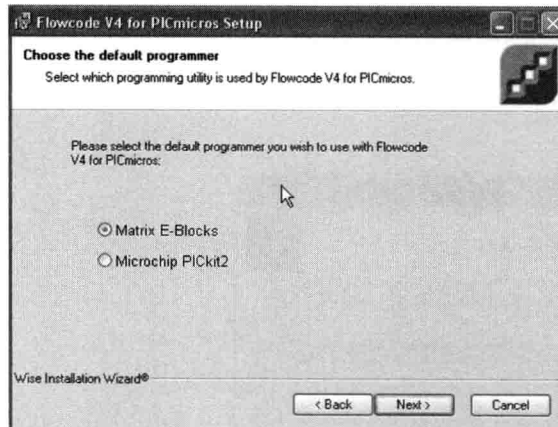 Flowcode V4 for PICmicros Setup
Choose the default programmer
Select which programming utility is used by Flowcode V4 for PICmicros.
Please select the default programmer you wish to use with Flowcode
V4 for PICmicros:
Matrix E-Blocks
Microchip PICkit2
Wise Installation Wizard®
< Back Next > Cancel